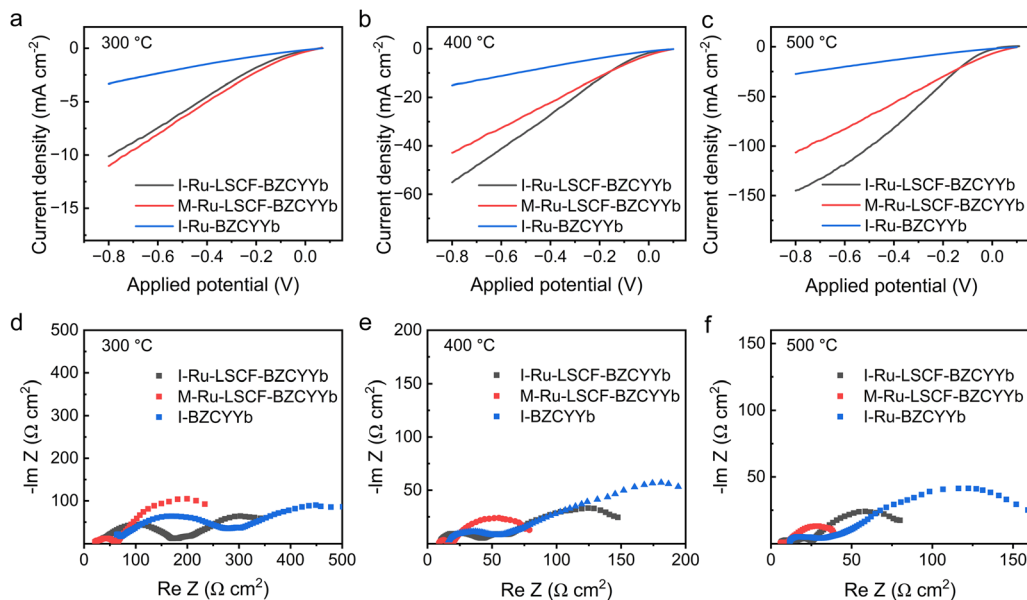 a
300 °C
Current density (mA cm⁻²)
0
−5
−10
−15
I-Ru-LSCF-BZCYYb
M-Ru-LSCF-BZCYYb
I-Ru-BZCYYb
−0.8 −0.6 −0.4 −0.2 0.0
Applied potential (V)
b
400 °C
Current density (mA cm⁻²)
0
−20
−40
−60
I-Ru-LSCF-BZCYYb
M-Ru-LSCF-BZCYYb
I-Ru-BZCYYb
−0.8 −0.6 −0.4 −0.2 0.0
Applied potential (V)
c
500 °C
Current density (mA cm⁻²)
0
−50
−100
−150
I-Ru-LSCF-BZCYYb
M-Ru-LSCF-BZCYYb
I-Ru-BZCYYb
−0.8 −0.6 −0.4 −0.2 0.0
Applied potential (V)
d
300 °C
-Im Z (Ω cm²)
500
400
300
200
100
0
I-Ru-LSCF-BZCYYb
M-Ru-LSCF-BZCYYb
I-BZCYYb
0 100 200 300 400 500
Re Z (Ω cm²)
e
400 °C
-Im Z (Ω cm²)
200
150
100
50
0
I-Ru-LSCF-BZCYYb
M-Ru-LSCF-BZCYYb
I-BZCYYb
0 50 100 150 200
Re Z (Ω cm²)
f
500 °C
-Im Z (Ω cm²)
150
100
50
0
I-Ru-LSCF-BZCYYb
M-Ru-LSCF-BZCYYb
I-Ru-BZCYYb
0 50 100 150
Re Z (Ω cm²)